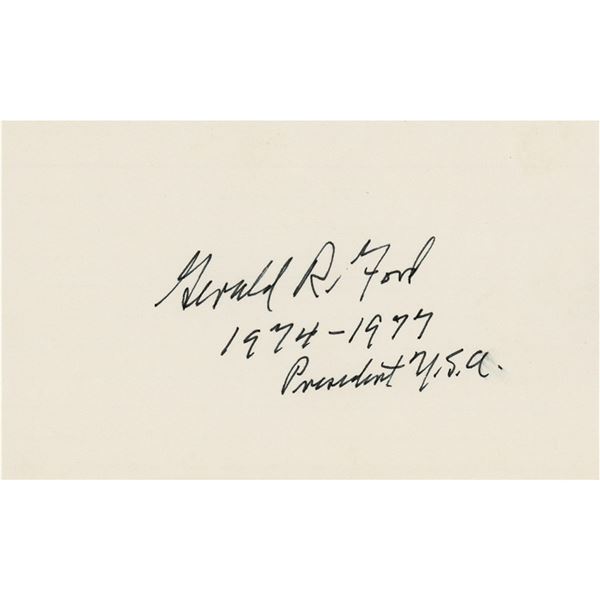 Gerald R. Ford
1974-1977
President U.S.A.